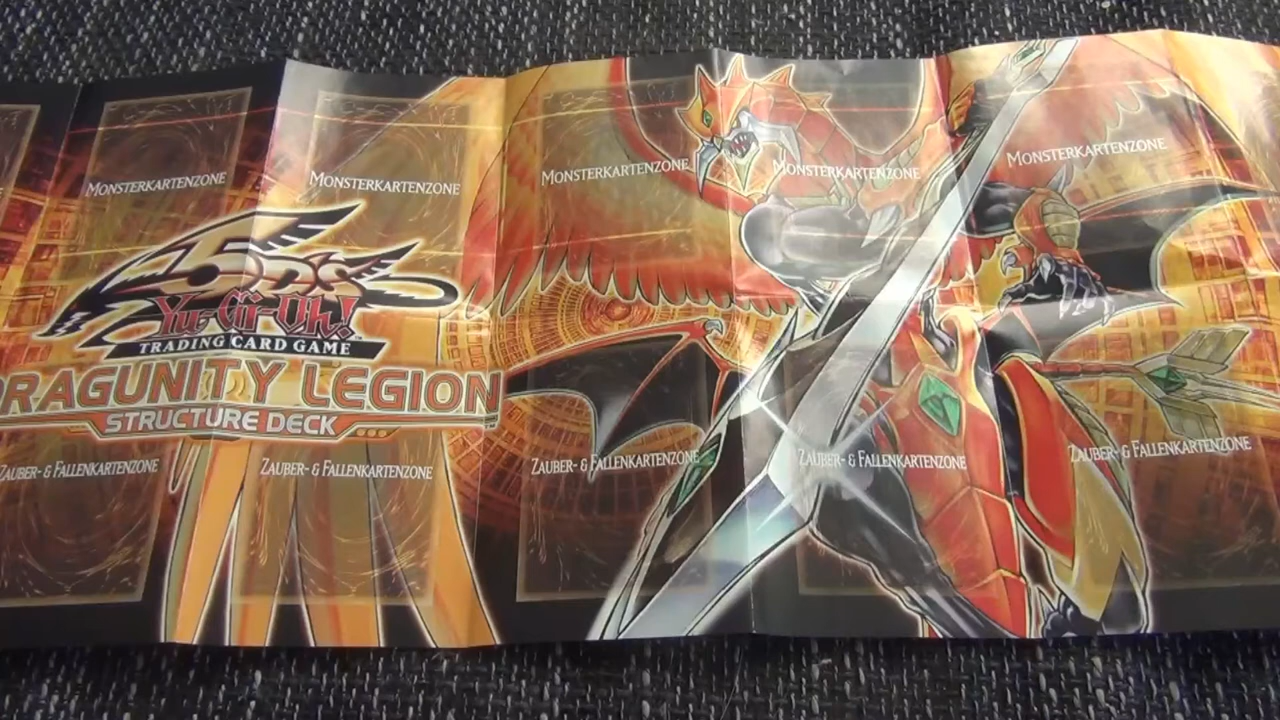 MONSTERKARTENZONE
MONSTERKARTENZONE
MONSTERKARTENZONE
MONSTERKARTENZONE
MONSTERKARTENZONE
5D's
Yu-Gi-Oh!
TRADING CARD GAME
DRAGUNITY LEGION
STRUCTURE DECK
ZAUBER- & FALLENKARTENZONE
ZAUBER- & FALLENKARTENZONE
ZAUBER- & FALLENKARTENZONE
ZAUBER- & FALLENKARTENZONE
ZAUBER- & FALLENKARTENZONE